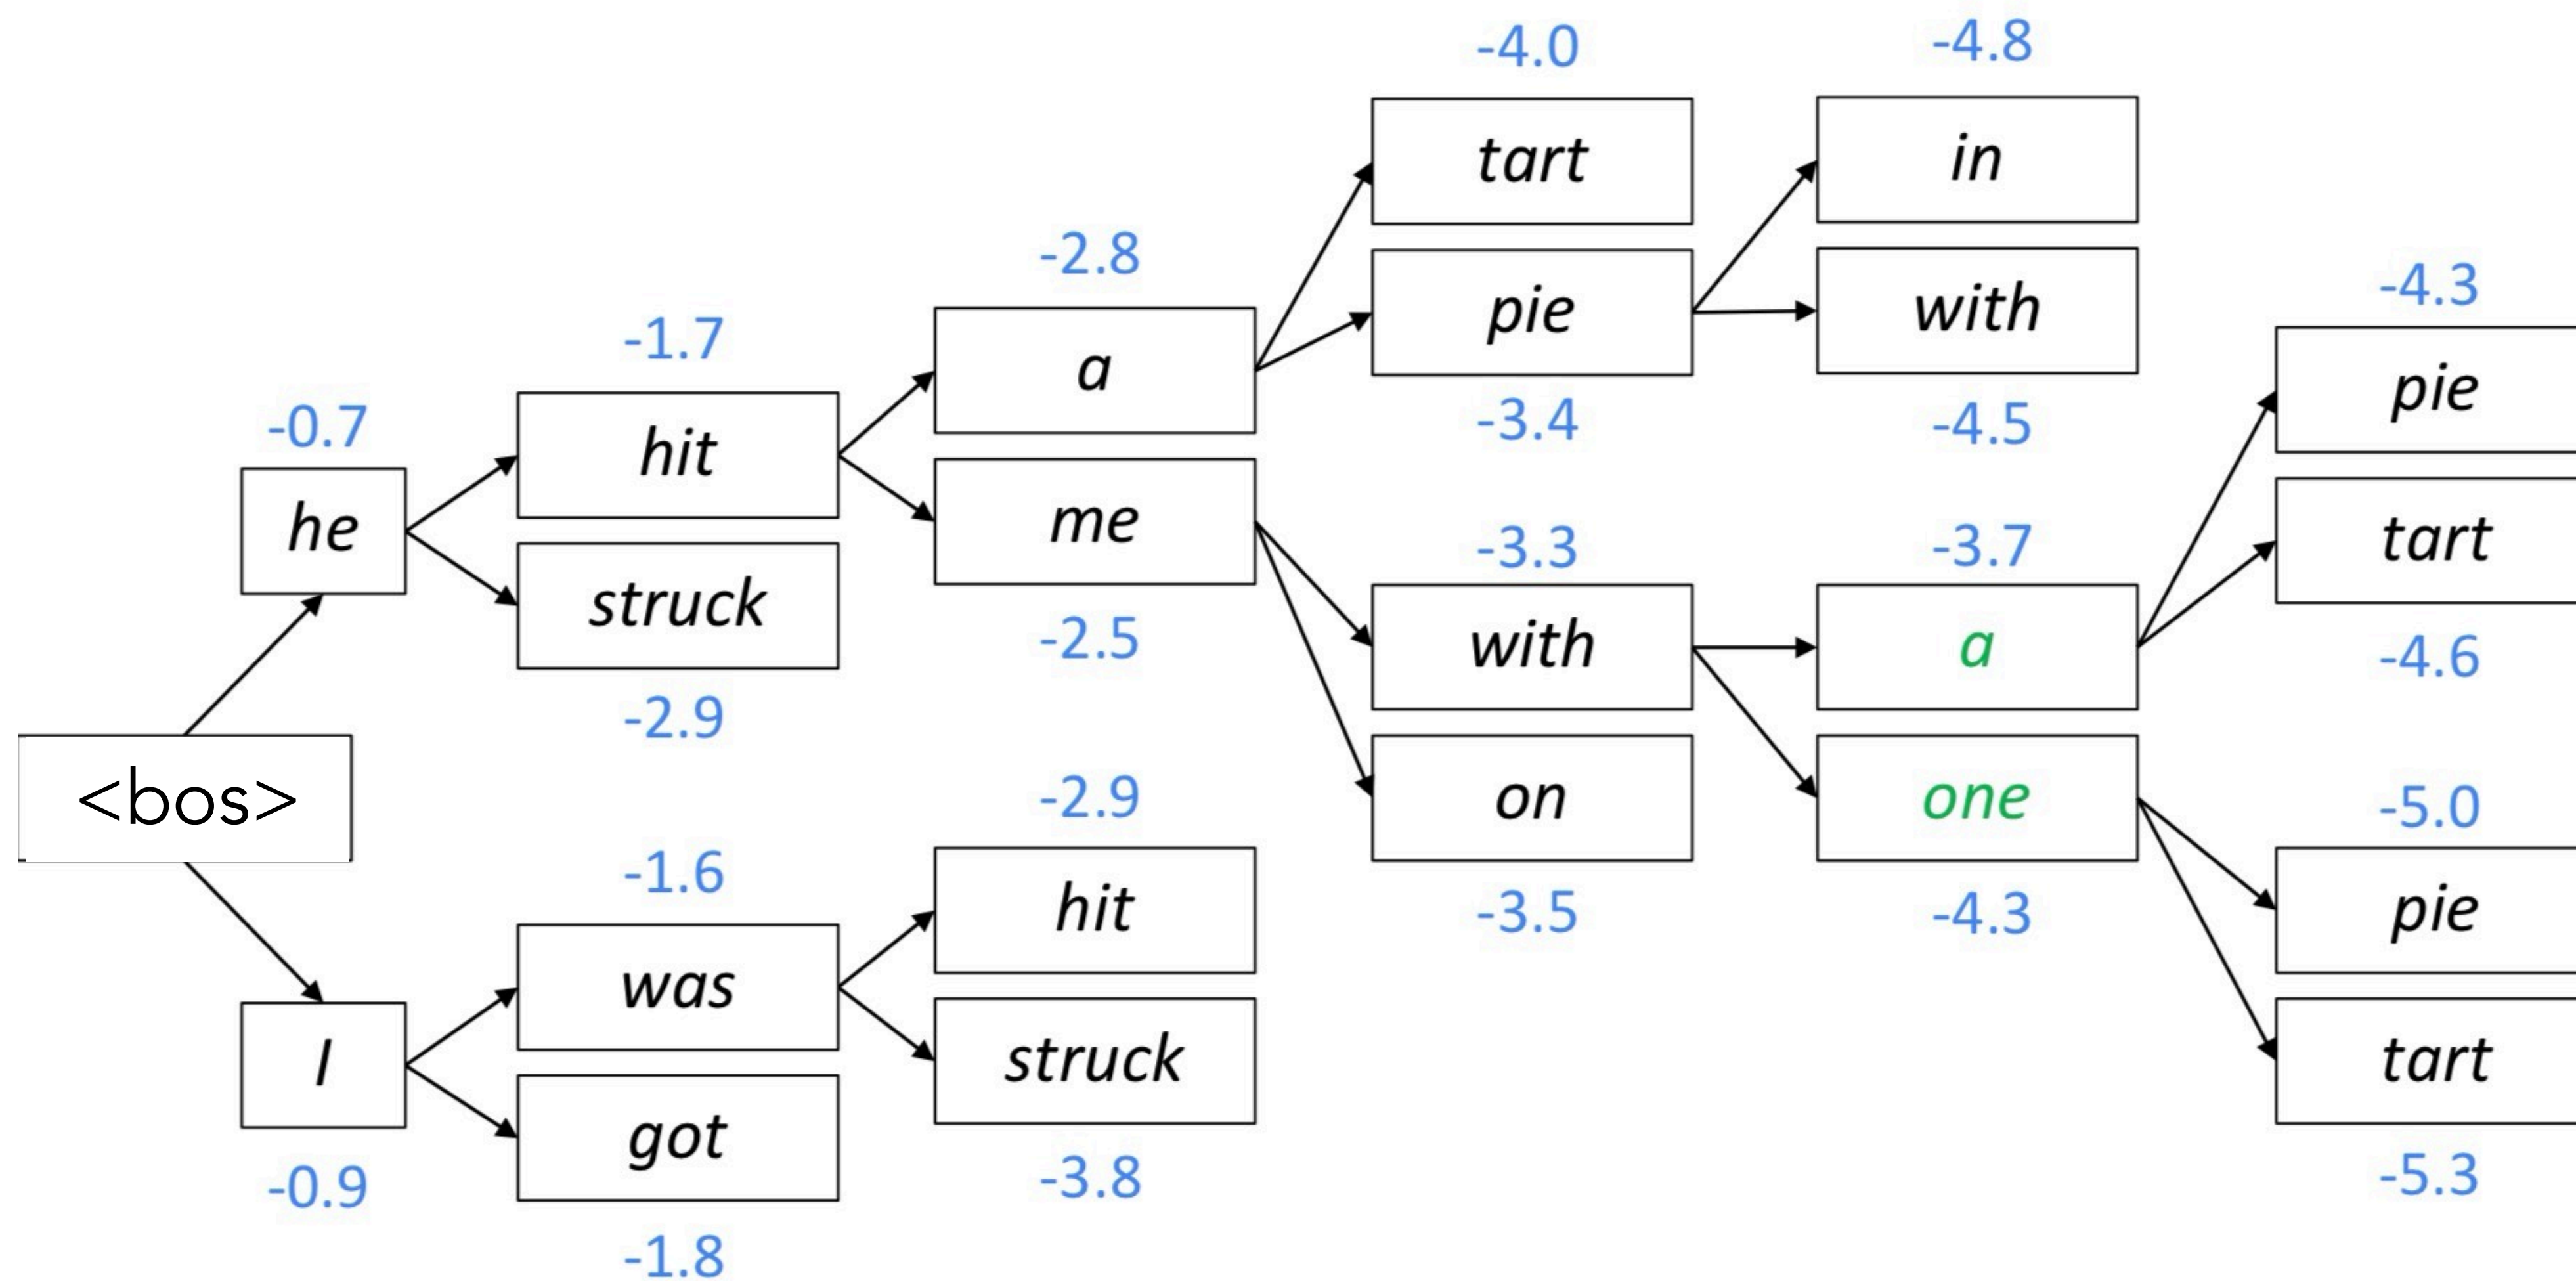 <bos>
-0.7
he
I
-0.9
-1.7
hit
struck
-2.9
-1.6
was
got
-1.8
-2.8
a
me
-2.5
-2.9
hit
struck
-3.8
-4.0
tart
pie
-3.4
-3.3
with
on
-3.5
-4.8
in
with
-4.5
-3.7
a
one
-4.3
-4.3
pie
tart
-4.6
-5.0
pie
tart
-5.3